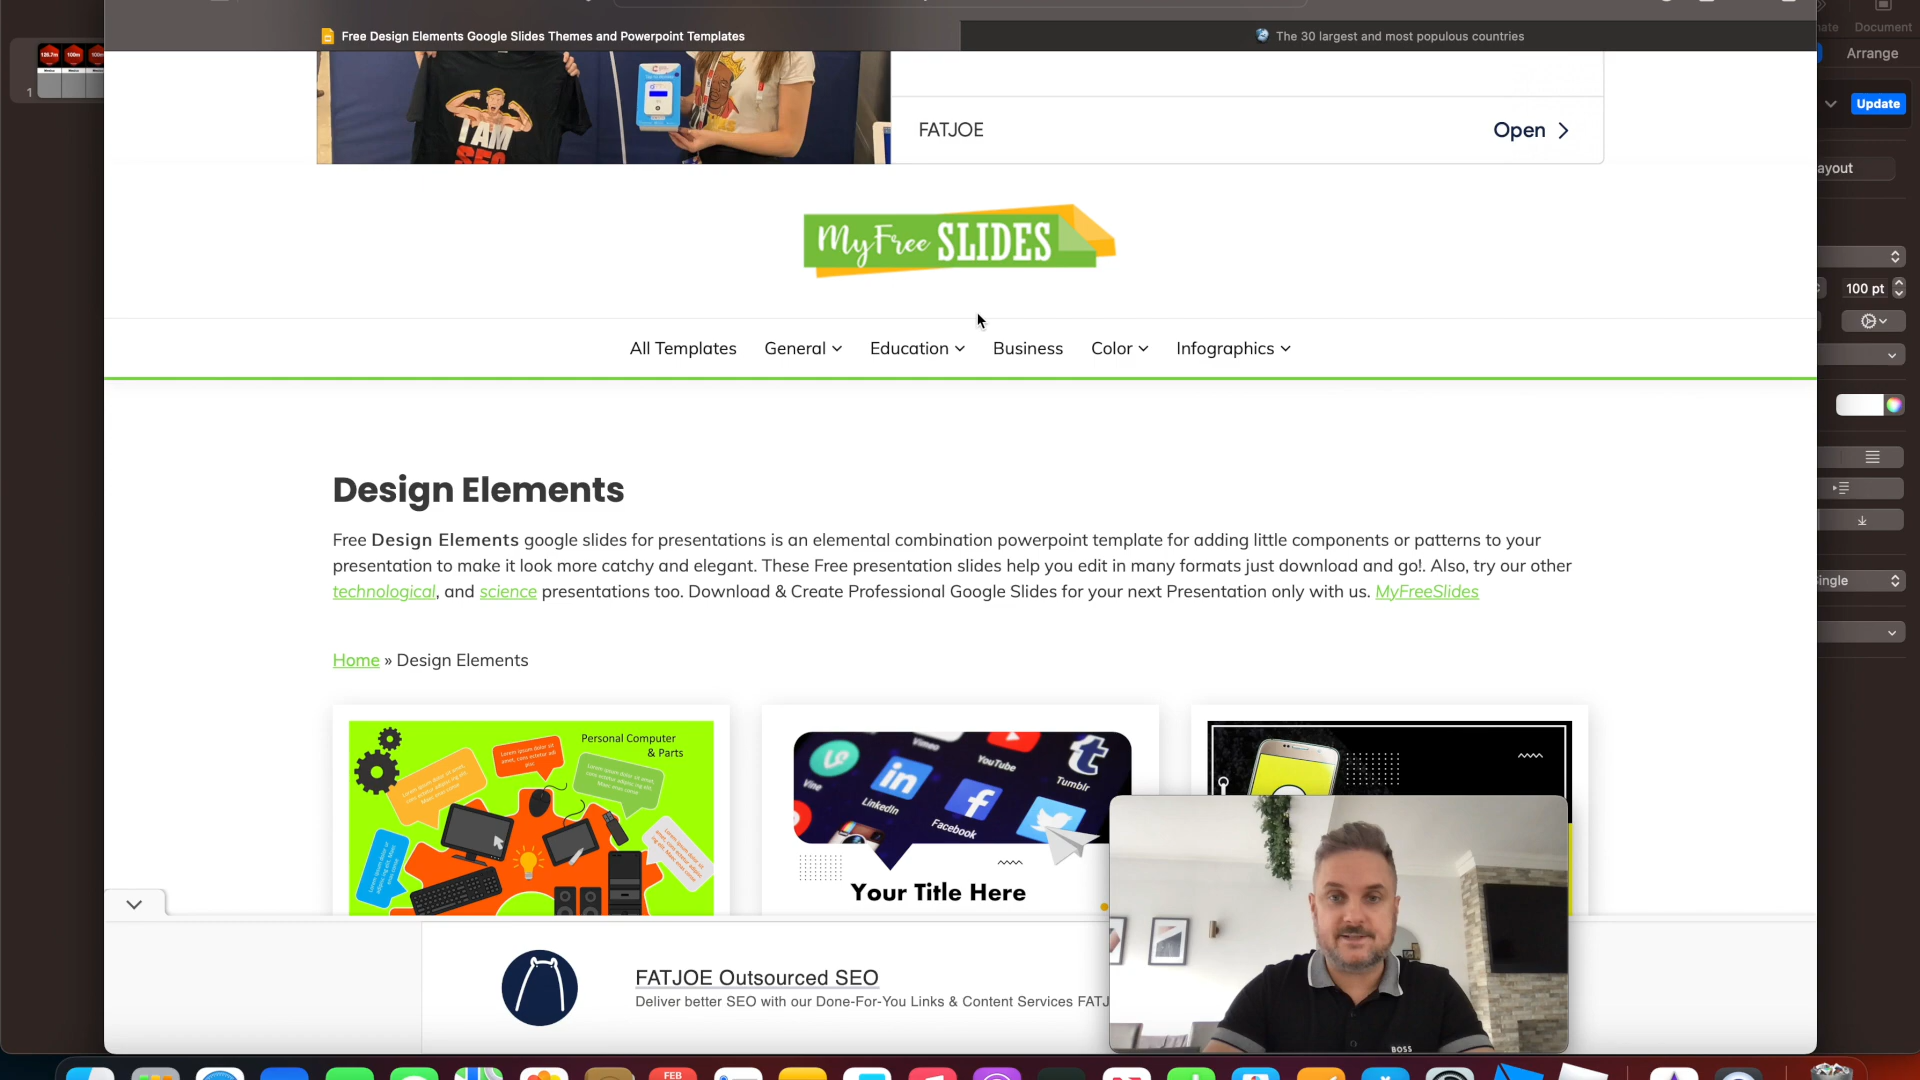 Free Design Elements Google Slides Themes and Powerpoint Templates
The 30 largest and most populous countries
Document
Arrange
1
Update
FATJOE
Open
I AM
MyFree SLIDES
100 pt
All Templates
General
Education
Business
Color
Infographics
Design Elements
Free Design Elements google slides for presentations is an elemental combination powerpoint template for adding little components or patterns to your
presentation to make it look more catchy and elegant. These Free presentation slides help you edit in many formats just download and go!. Also, try our other
technological, and science presentations too. Download & Create Professional Google Slides for your next Presentation only with us. MyFreeSlides
Home » Design Elements
Personal Computer
& Parts
Vimeo
YouTube
Tumblr
Vine
LinkedIn
Facebook
Your Title Here
FATJOE Outsourced SEO
Deliver better SEO with our Done-For-You Links & Content Services FATJ
BOSS
FEB